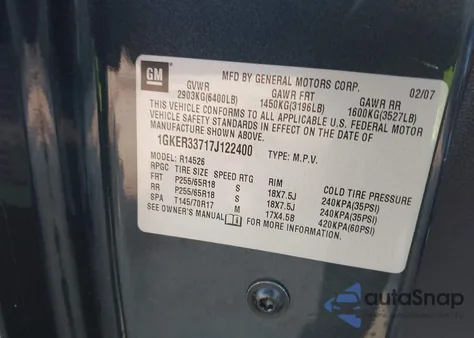 GM
MFD BY GENERAL MOTORS CORP. 02/07
GVWR GAWR FRT GAWR RR
2903KG(6400LB) 1450KG(3196LB) 1600KG(3527LB)
THIS VEHICLE CONFORMS TO ALL APPLICABLE U.S. FEDERAL MOTOR
VEHICLE SAFETY STANDARDS IN EFFECT ON THE DATE OF
MANUFACTURE SHOWN ABOVE.
1GKER33717J122400 TYPE: M.P.V.
R14526
RPGC TIRE SIZE SPEED RTG RIM COLD TIRE PRESSURE
FRT P255/65R18 S 18X7.5J 240KPA(35PSI)
RR P255/65R18 S 18X7.5J 240KPA(35PSI)
SPA T145/70R17 M 17X4.5B 420KPA(60PSI)
SEE OWNER'S MANUAL FOR MORE INFORMATION.
autoSnap